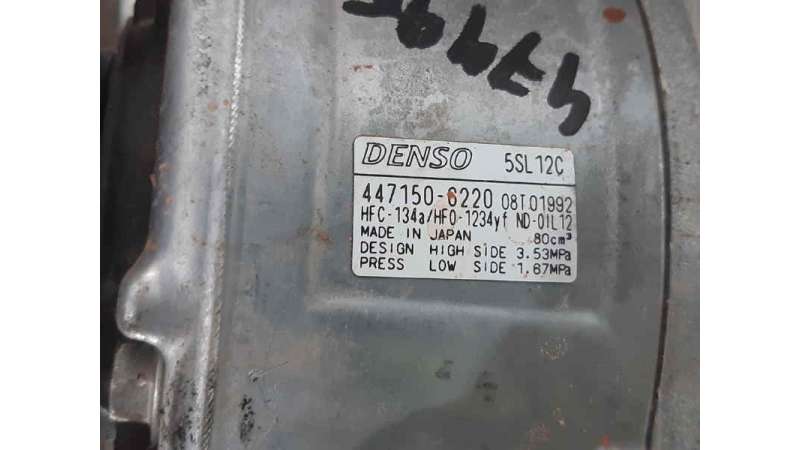 DENSO 5SL12C
447150-6220 08T01992
HFC-134a/HFO-1234yf ND-OIL12
MADE IN JAPAN 80cm³
DESIGN HIGH SIDE 3.53MPa
PRESS LOW SIDE 1.67MPa